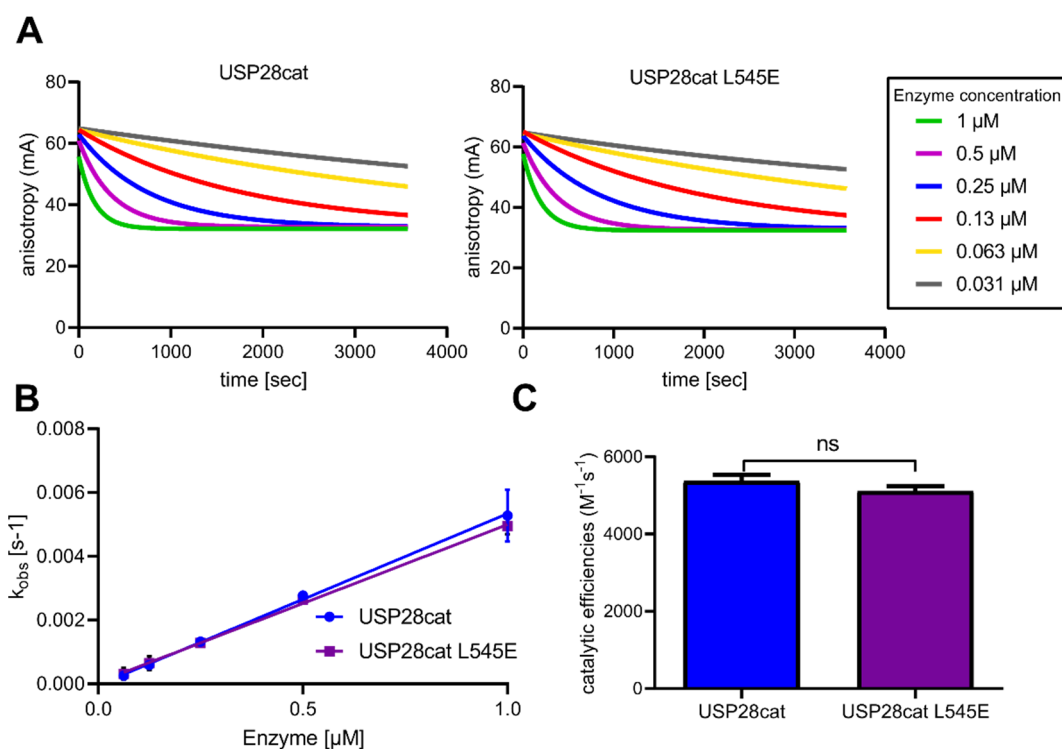 A
USP28cat
USP28cat L545E
80
60
40
20
0
anisotropy (mA)
0
1000
2000
3000
4000
time [sec]
80
60
40
20
0
anisotropy (mA)
0
1000
2000
3000
4000
time [sec]
Enzyme concentration
1 µM
0.5 µM
0.25 µM
0.13 µM
0.063 µM
0.031 µM
B
0.008
0.006
0.004
0.002
0.000
kobs [s-1]
0.0
0.5
1.0
Enzyme [µM]
USP28cat
USP28cat L545E
C
ns
6000
4000
2000
0
catalytic efficiencies (M⁻¹s⁻¹)
USP28cat
USP28cat L545E